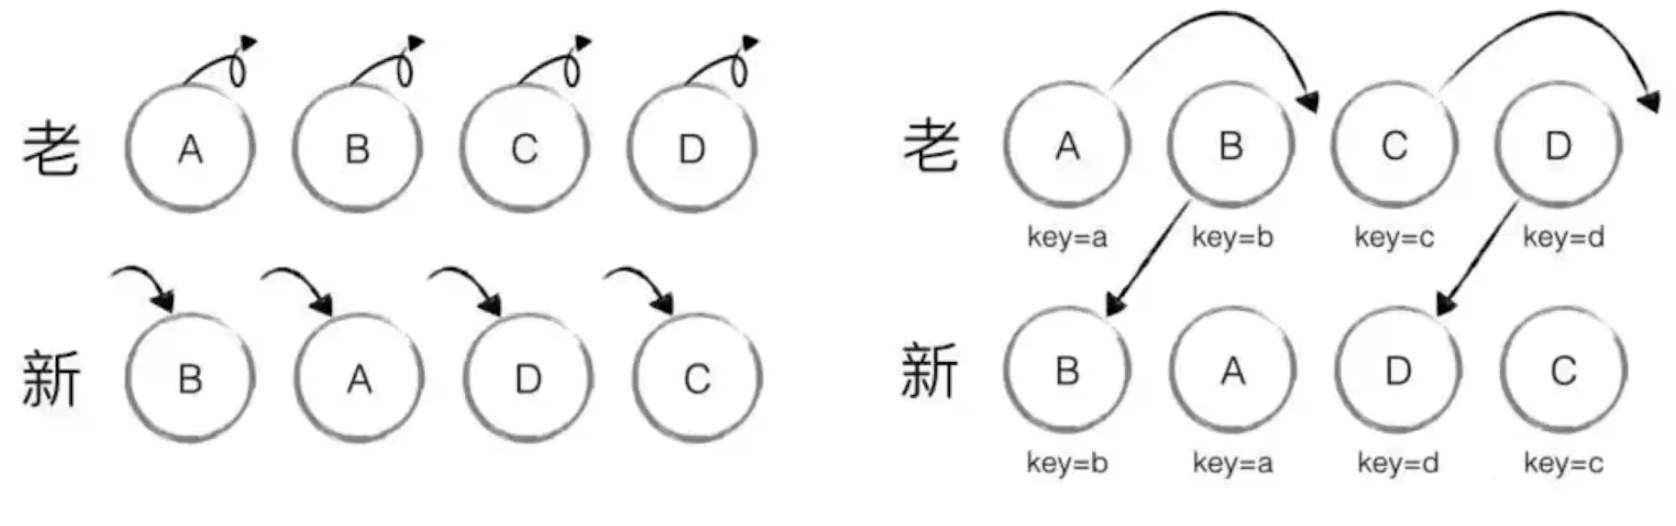 老 A B C D
新 B A D C
老 A B C D
key=a key=b key=c key=d
新 B A D C
key=b key=a key=d key=c